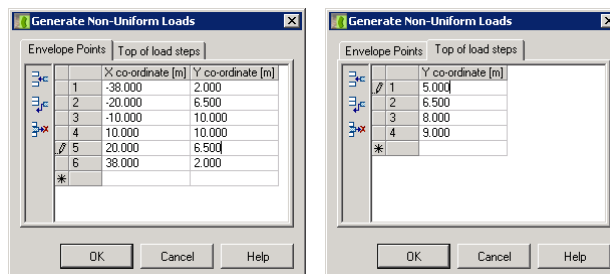 Generate Non-Uniform Loads
Envelope Points Top of load steps
X co-ordinate [m] Y co-ordinate [m]
1 -38.000 2.000
2 -20.000 6.500
3 -10.000 10.000
4 10.000 10.000
5 20.000 6.500
6 38.000 2.000
OK Cancel Help
Generate Non-Uniform Loads
Envelope Points Top of load steps
Y co-ordinate [m]
1 5.000
2 6.500
3 8.000
4 9.000
OK Cancel Help